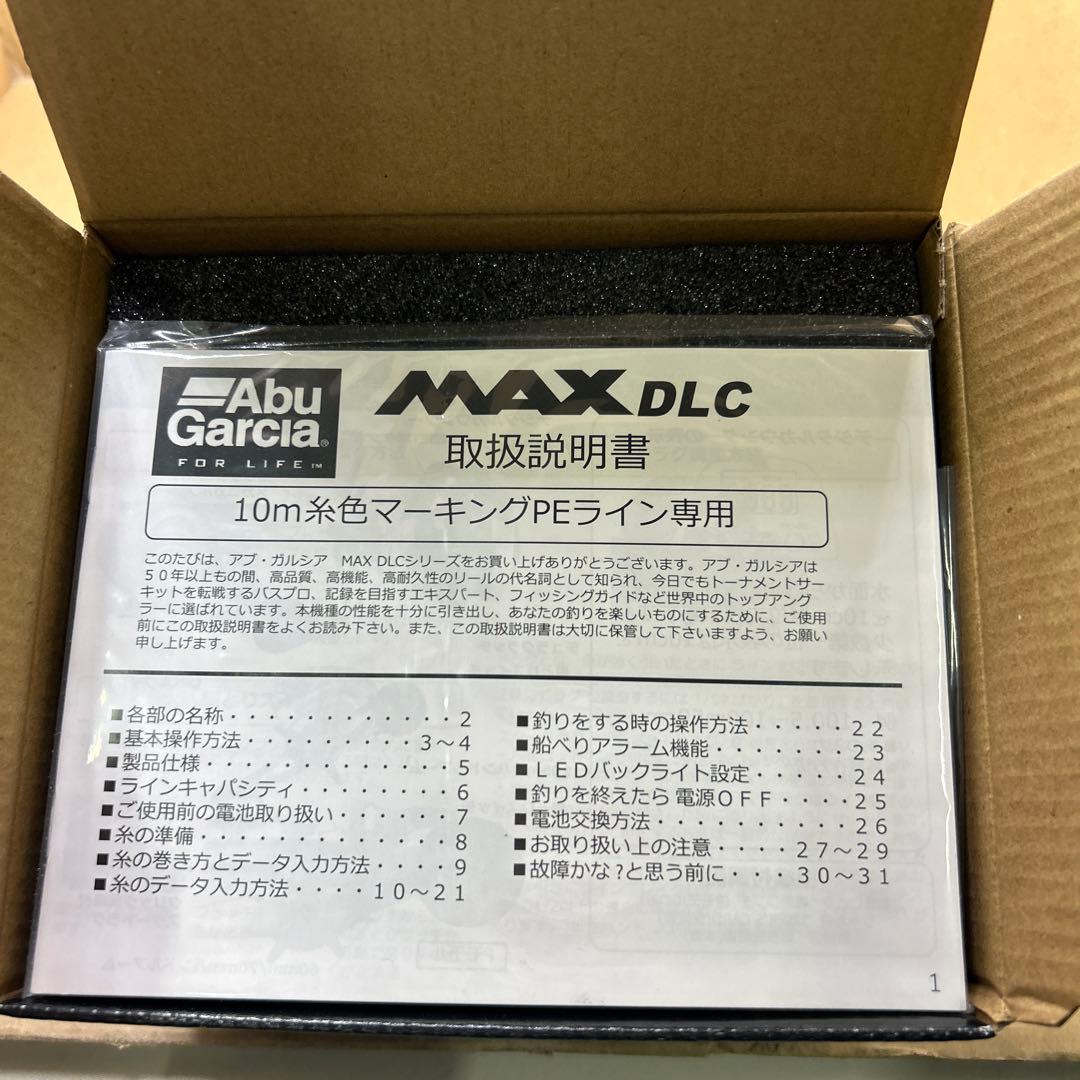 Abu
Garcia
FOR LIFE™
MAX DLC
取扱説明書
10m糸色マーキングPEライン専用
このたびは、アブ・ガルシア　MAX DLCシリーズをお買い上げありがとうございます。アブ・ガルシアは
５０年以上もの間、高品質、高機能、高耐久性のリールの代名詞として知られ、今日でもトーナメントサー
キットを転戦するバスプロ、記録を目指すエキスパート、フィッシングガイドなど世界中のトップアング
ラーに選ばれています。本機種の性能を十分に引き出し、あなたの釣りを楽しいものにするために、ご使用
前にこの取扱説明書をよくお読み下さい。また、この取扱説明書は大切に保管して下さいますよう、お願い
申し上げます。
■各部の名称・・・・・・・・・・・・２
■基本操作方法・・・・・・・・・３～４
■製品仕様・・・・・・・・・・・・・５
■ラインキャパシティ・・・・・・・・６
■ご使用前の電池取り扱い・・・・・・７
■糸の準備・・・・・・・・・・・・・８
■糸の巻き方とデータ入力方法・・・・９
■糸のデータ入力方法・・・・１０～２１
■釣りをする時の操作方法・・・・・２２
■船べりアラーム機能・・・・・・・２３
■ＬＥＤバックライト設定・・・・・２４
■釣りを終えたら 電源ＯＦＦ・・・・２５
■電池交換方法・・・・・・・・・・２６
■お取り扱い上の注意・・・・２７～２９
■故障かな？と思う前に・・・３０～３１
1